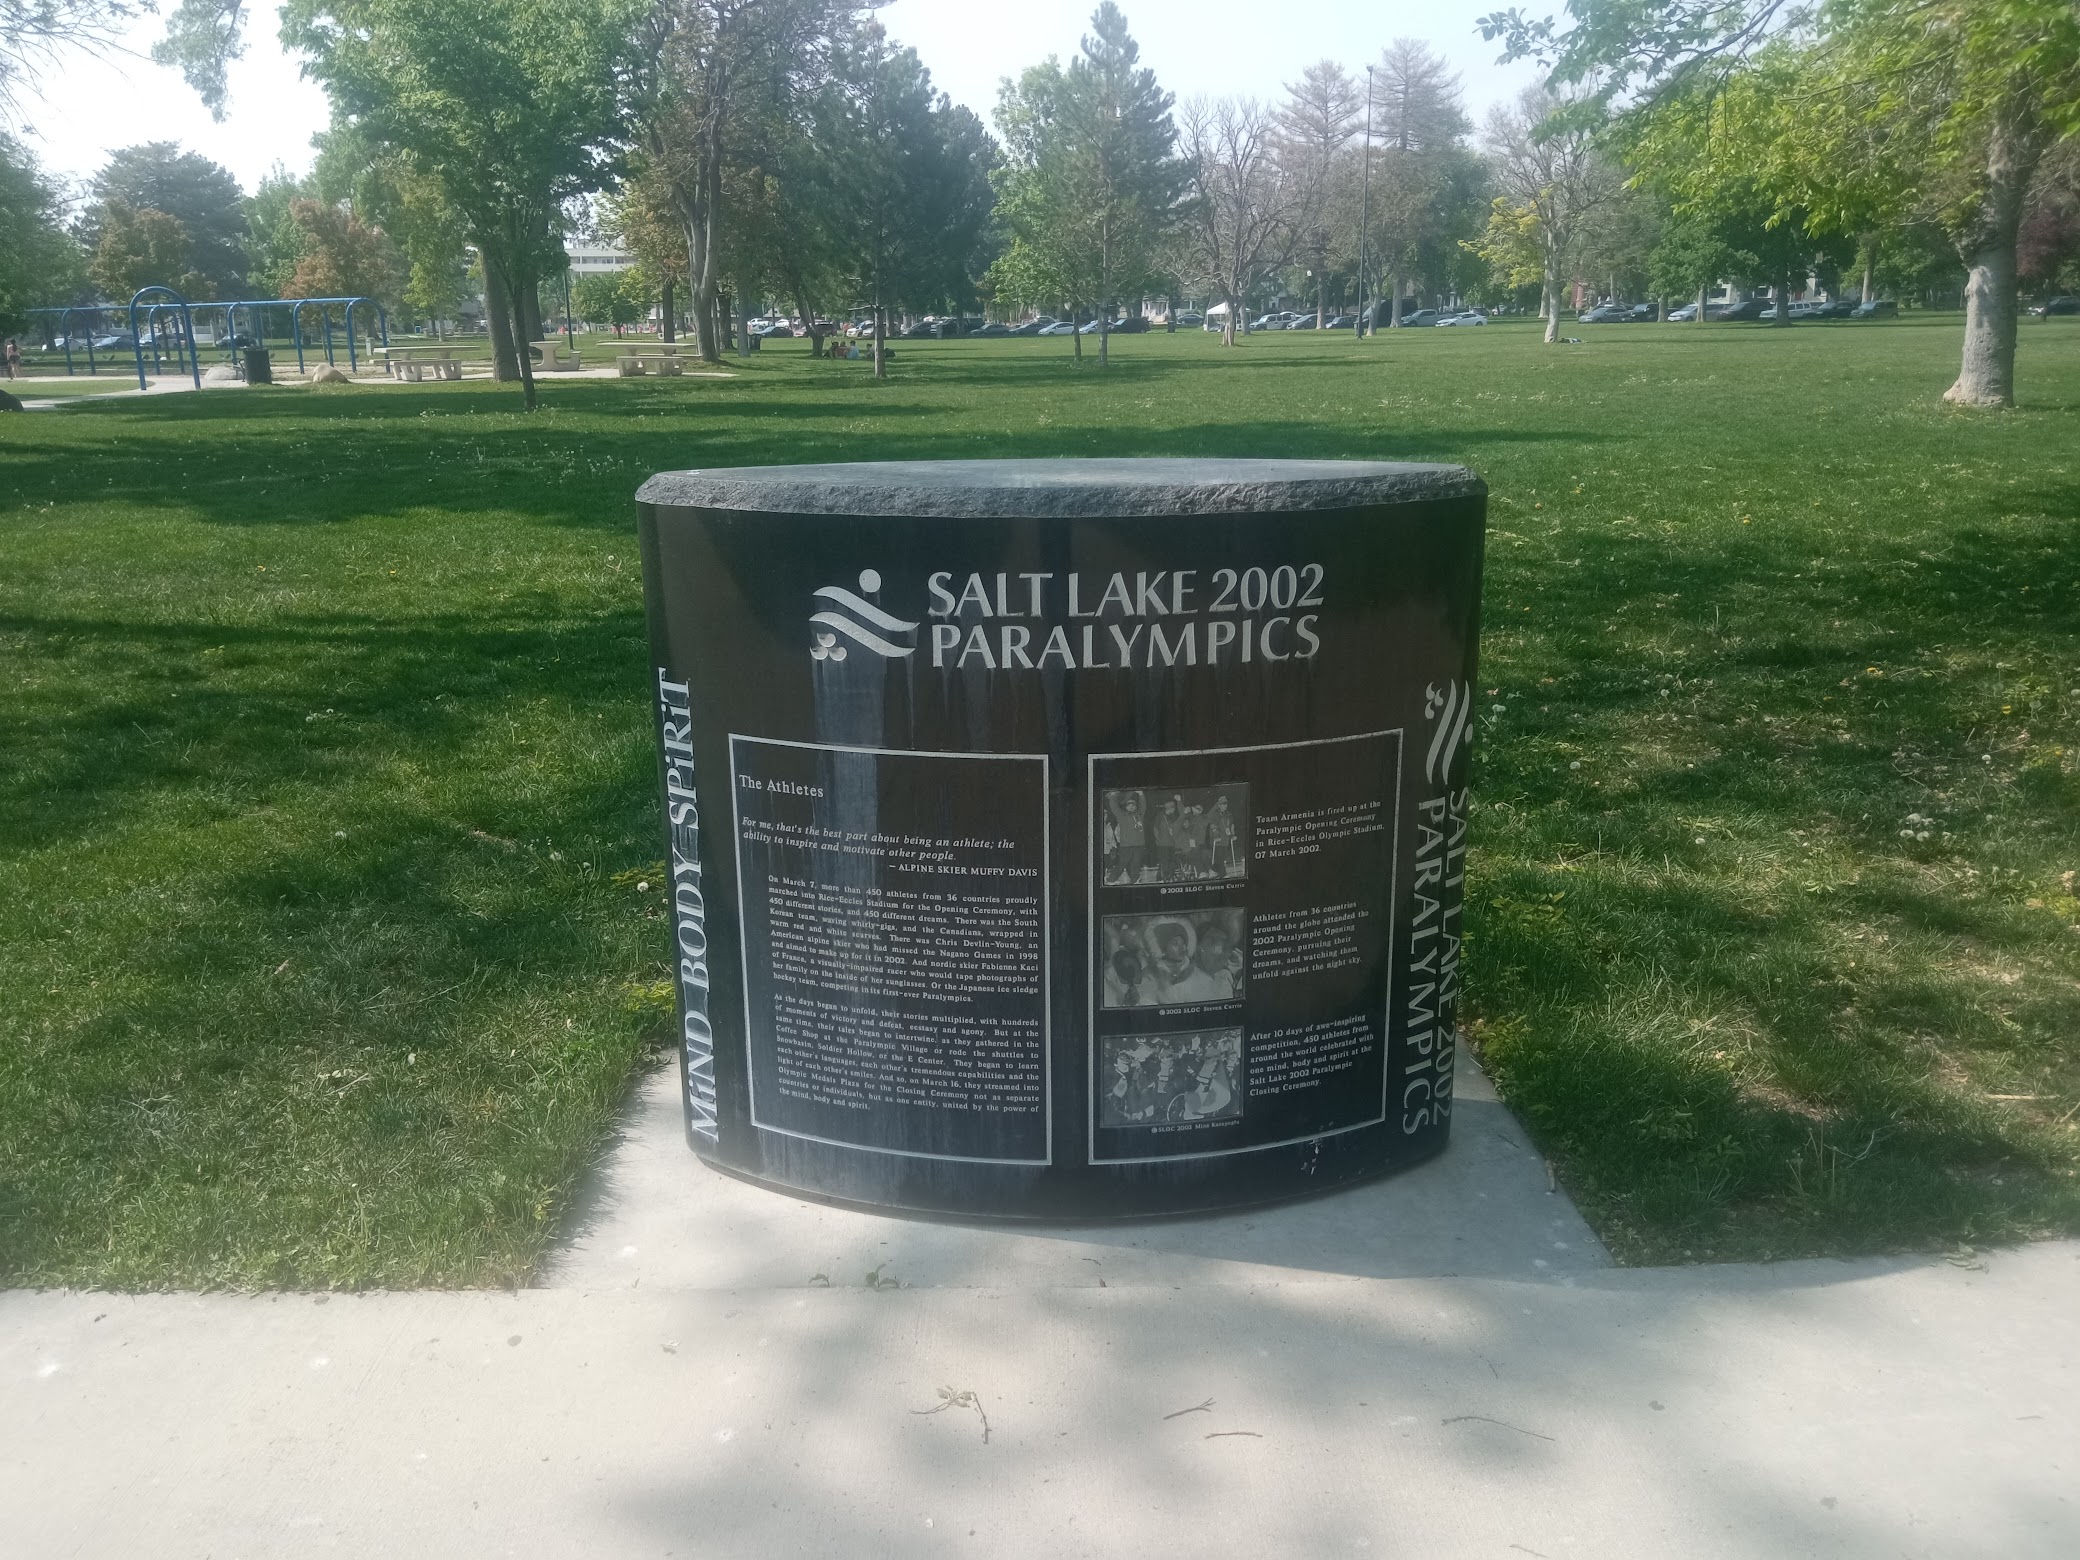 SALT LAKE 2002
PARALYMPICS
MiND BODY SPiRiT
The Athletes
For me, that's the best part about being an athlete; the
ability to inspire and motivate other people.
— ALPINE SKIER MUFFY DAVIS
On March 7, more than 450 athletes from 36 countries proudly
marched into Rice-Eccles Stadium for the Opening Ceremony, with
450 different stories, and 450 different dreams. There was the South
Korean team, waving whirly-gigs, and the Canadians, wrapped in
warm red and white scarves. There was Chris Devlin-Young, an
American alpine skier who had missed the Nagano Games in 1998
and aimed to make up for it in 2002. And nordic skier Fabienne Kaci
of France, a visually-impaired racer who would tape photographs of
her family on the inside of her sunglasses. Or the Japanese ice sledge
hockey team, competing in its first-ever Paralympics.
As the days began to unfold, their stories multiplied, with hundreds
of moments of victory and defeat, ecstasy and agony. But at the
same time, their tales began to intertwine, as they gathered in the
Coffee Shop at the Paralympic Village or rode the shuttles to
Snowbasin, Soldier Hollow, or the E Center. They began to learn
each other's languages, each other's tremendous capabilities and the
light of each other's smiles. And so, on March 16, they streamed into
Olympic Medals Plaza for the Closing Ceremony not as separate
countries or individuals, but as one entity, united by the power of
the mind, body and spirit.
Team Armenia is fired up at the
Paralympic Opening Ceremony
in Rice-Eccles Olympic Stadium,
07 March 2002.
© 2002 SLOC Steven Currie
Athletes from 36 countries
around the globe attended the
2002 Paralympic Opening
Ceremony, pursuing their
dreams, and watching them
unfold against the night sky.
© 2002 SLOC Steven Currie
After 10 days of awe-inspiring
competition, 450 athletes from
around the world celebrated with
one mind, body and spirit at the
Salt Lake 2002 Paralympic
Closing Ceremony.
© SLOC 2002
SALT LAKE 2002
PARALYMPICS